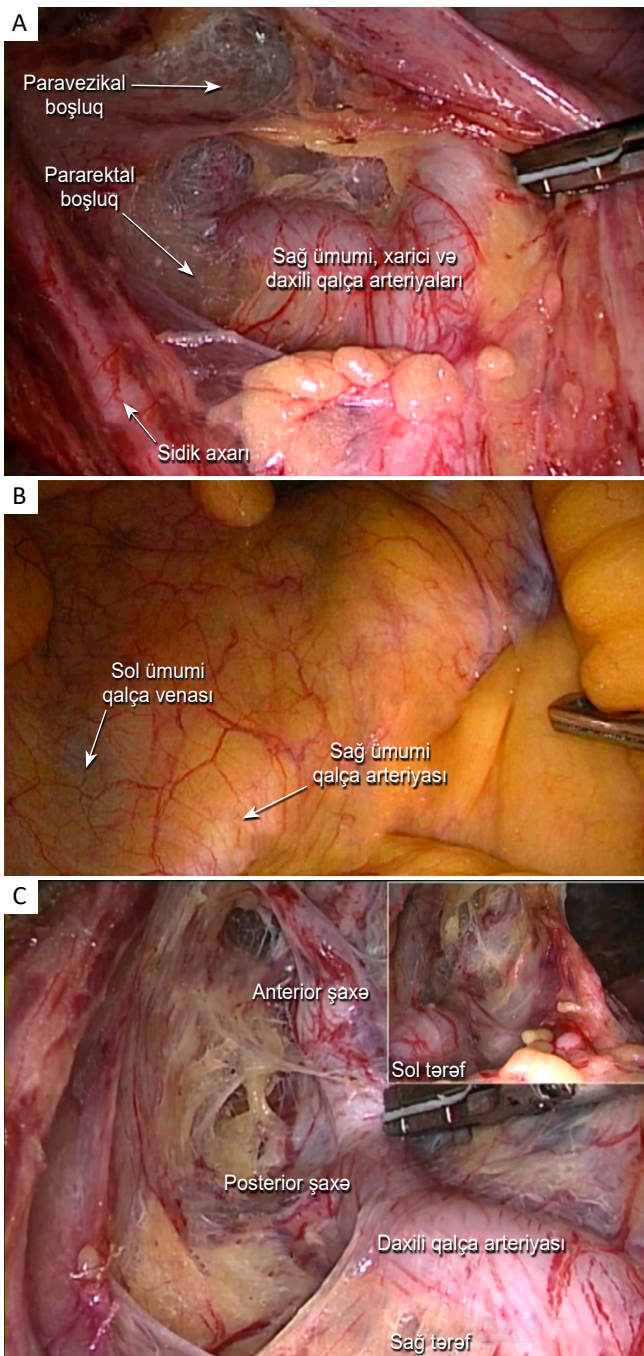 A
Paravezikal
boşluq
Pararektal
boşluq
Sağ ümumi, xarici və
daxili qalça arteriyaları
Sidik axarı
B
Sol ümumi
qalça venası
Sağ ümumi
qalça arteriyası
C
Anterior şaxə
Sol tərəf
Posterior şaxə
Daxili qalça arteriyası
Sağ tərəf